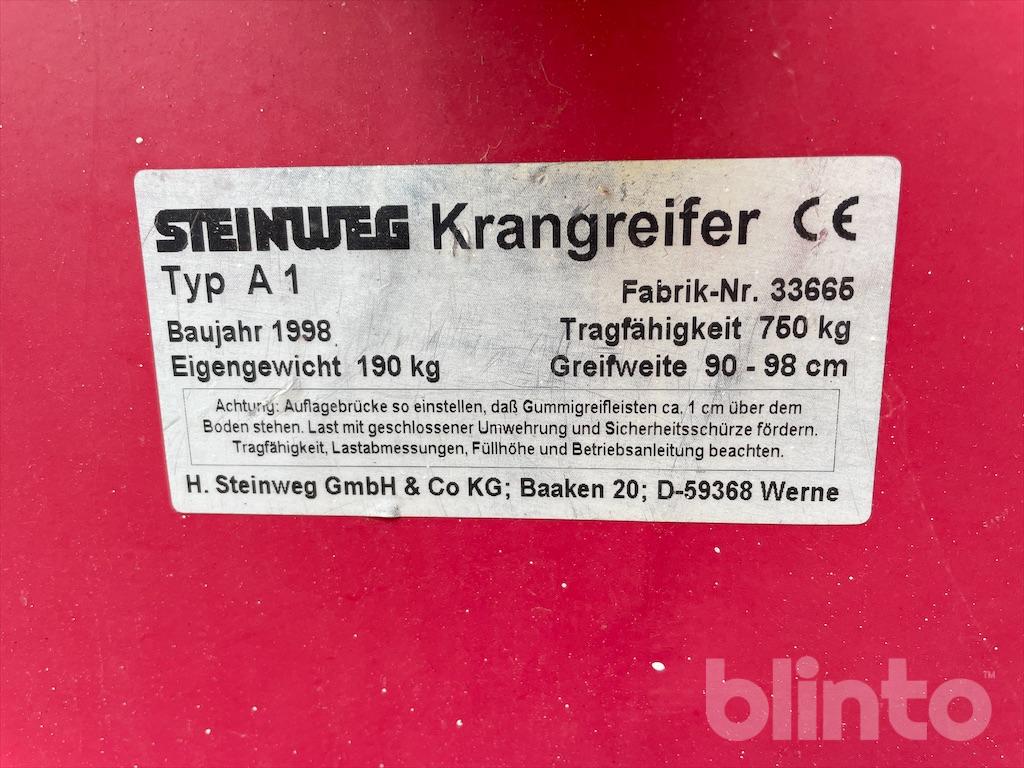 STEINWEG Krangreifer CE
Typ A 1
Fabrik-Nr. 33665
Baujahr 1998
Tragfähigkeit 750 kg
Eigengewicht 190 kg
Greifweite 90 - 98 cm
Achtung: Auflagebrücke so einstellen, daß Gummigreifleisten ca. 1 cm über dem
Boden stehen. Last mit geschlossener Umwehrung und Sicherheitsschürze fördern.
Tragfähigkeit, Lastabmessungen, Füllhöhe und Betriebsanleitung beachten.
H. Steinweg GmbH & Co KG; Baaken 20; D-59368 Werne
blinto™